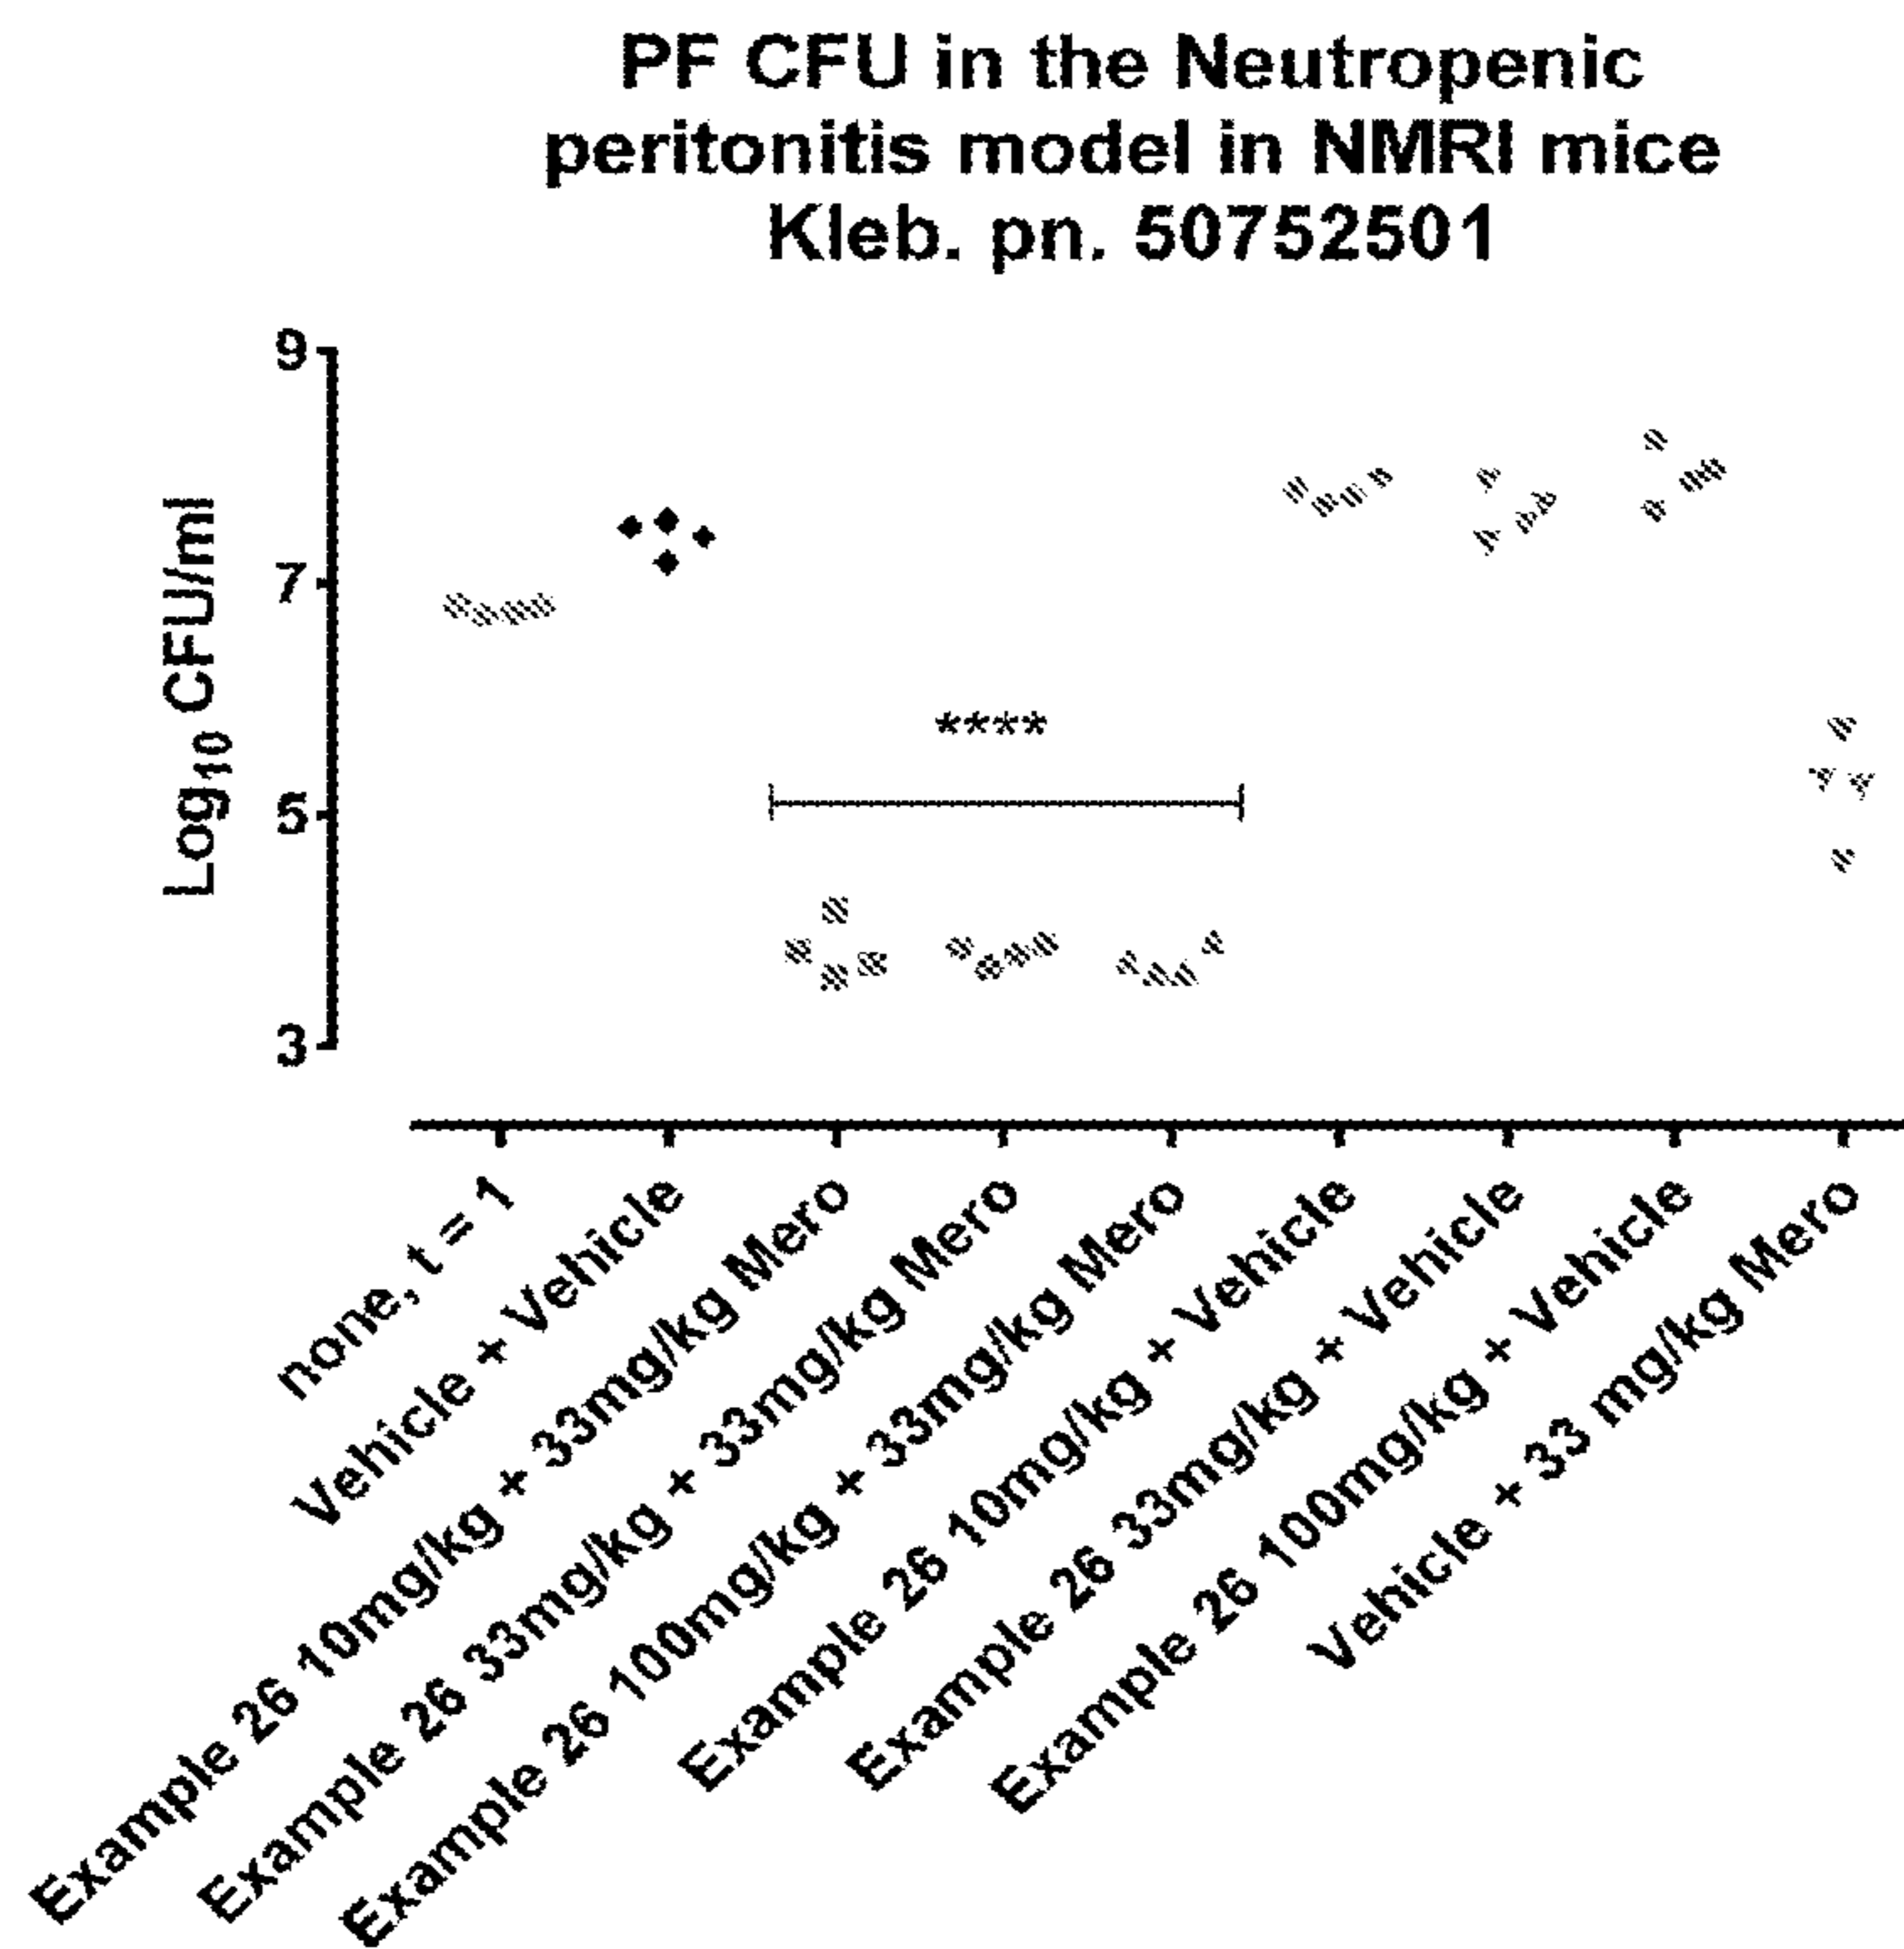 PF CFU in the Neutropenic
peritonitis model in NMRI mice
Kleb. pn. 50752501
Log10 CFU/ml
9
7
5
3
****
none, t = 1
Vehicle + Vehicle
Example 26 10mg/kg + 33mg/kg Mero
Example 26 33mg/kg + 33mg/kg Mero
Example 26 100mg/kg + 33mg/kg Mero
Example 26 10mg/kg + Vehicle
Example 26 33mg/kg + Vehicle
Example 26 100mg/kg + Vehicle
Vehicle + 33 mg/kg Mero